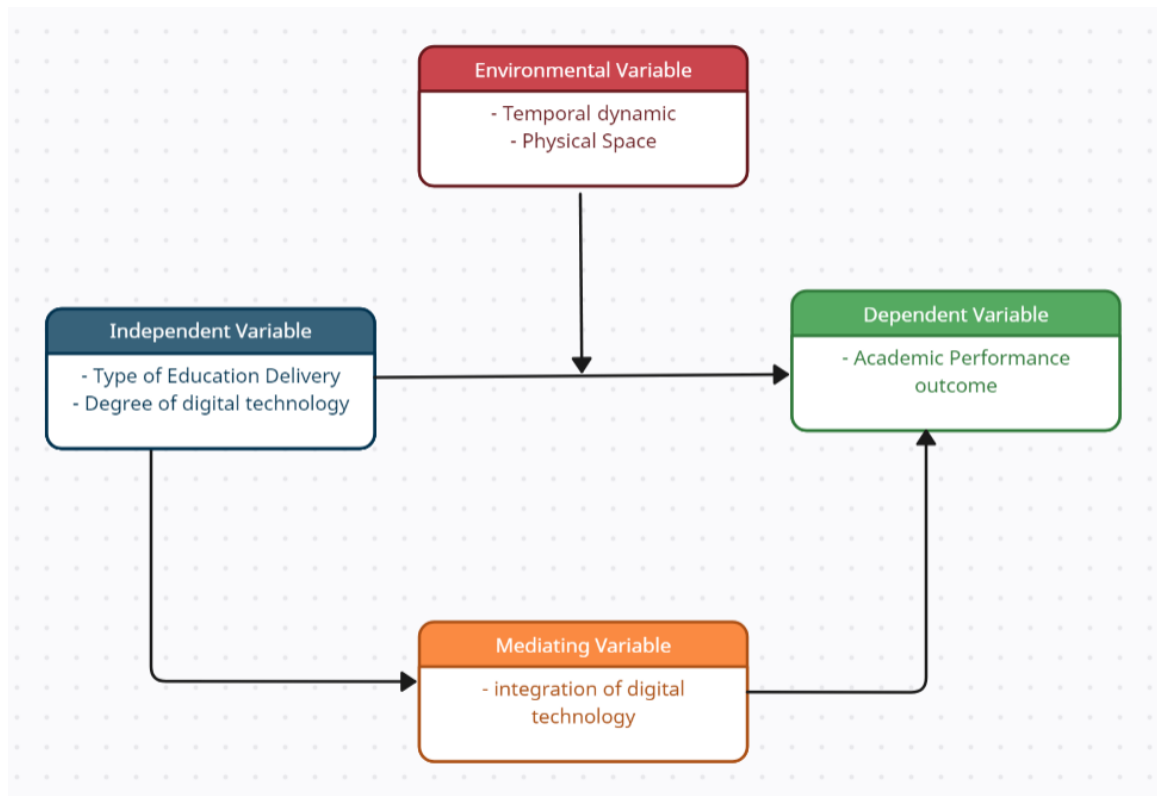 Environmental Variable
- Temporal dynamic
- Physical Space
Independent Variable
- Type of Education Delivery
- Degree of digital technology
Dependent Variable
- Academic Performance
outcome
Mediating Variable
- integration of digital
technology